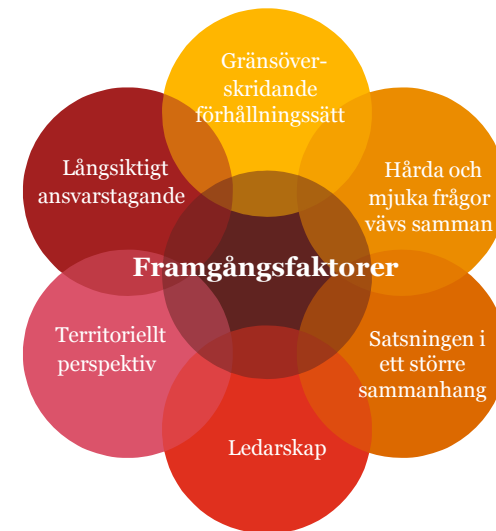 Gränsöver-
skridande
förhållningssätt
Långsiktigt
ansvarstagande
Hårda och
mjuka frågor
vävs samman
Framgångsfaktorer
Territoriellt
perspektiv
Satsningen i
ett större
sammanhang
Ledarskap